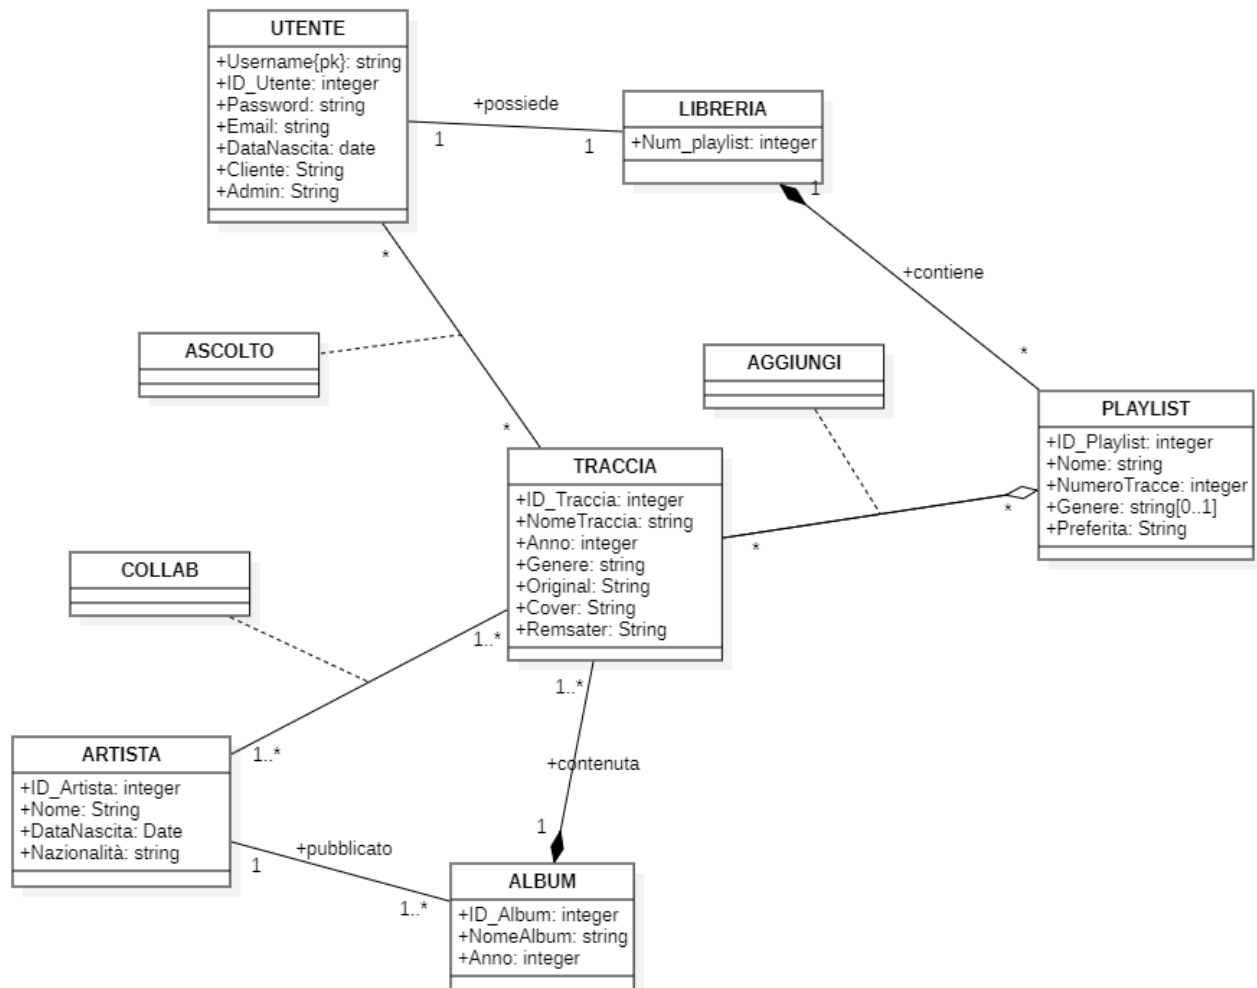 UTENTE
+Username{pk}: string
+ID_Utente: integer
+Password: string
+Email: string
+DataNascita: date
+Cliente: String
+Admin: String
+possiede
1
1
LIBRERIA
+Num_playlist: integer
1
+contiene
*
*
*
ASCOLTO
AGGIUNGI
PLAYLIST
+ID_Playlist: integer
+Nome: string
+NumeroTracce: integer
+Genere: string[0..1]
+Preferita: String
*
*
TRACCIA
+ID_Traccia: integer
+NomeTraccia: string
+Anno: integer
+Genere: string
+Original: String
+Cover: String
+Remsater: String
COLLAB
1..*
1..*
1..*
+contenuta
1
ARTISTA
+ID_Artista: integer
+Nome: String
+DataNascita: Date
+Nazionalità: string
+pubblicato
1
1..*
ALBUM
+ID_Album: integer
+NomeAlbum: string
+Anno: integer